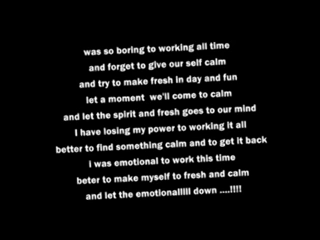 was so boring to working all time
and forget to give our self calm
and try to make fresh in day and fun
let a moment we'll come to calm
and let the spirit and fresh goes to our mind
I have losing my power to working it all
better to find something calm and to get it back
i was emotional to work this time
beter to make myself to fresh and calm
and let the emotionalllll down ....!!!!